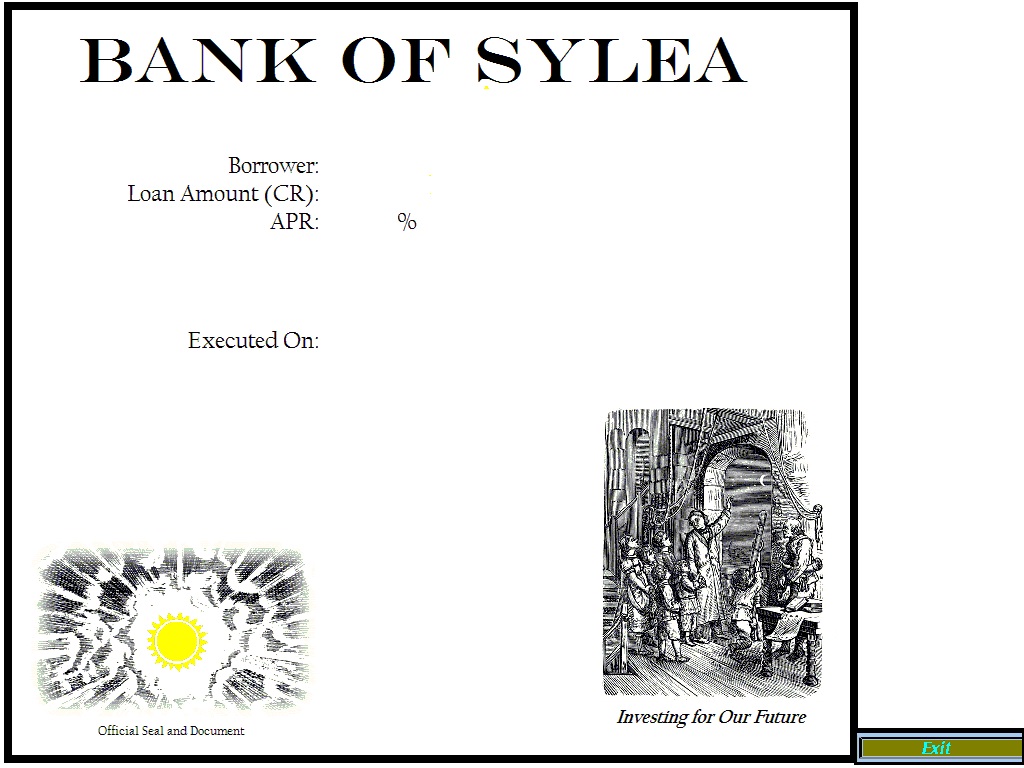 BANK OF SYLEA
Borrower:
Loan Amount (CR):
APR: %
Executed On:
Investing for Our Future
Official Seal and Document
Exit